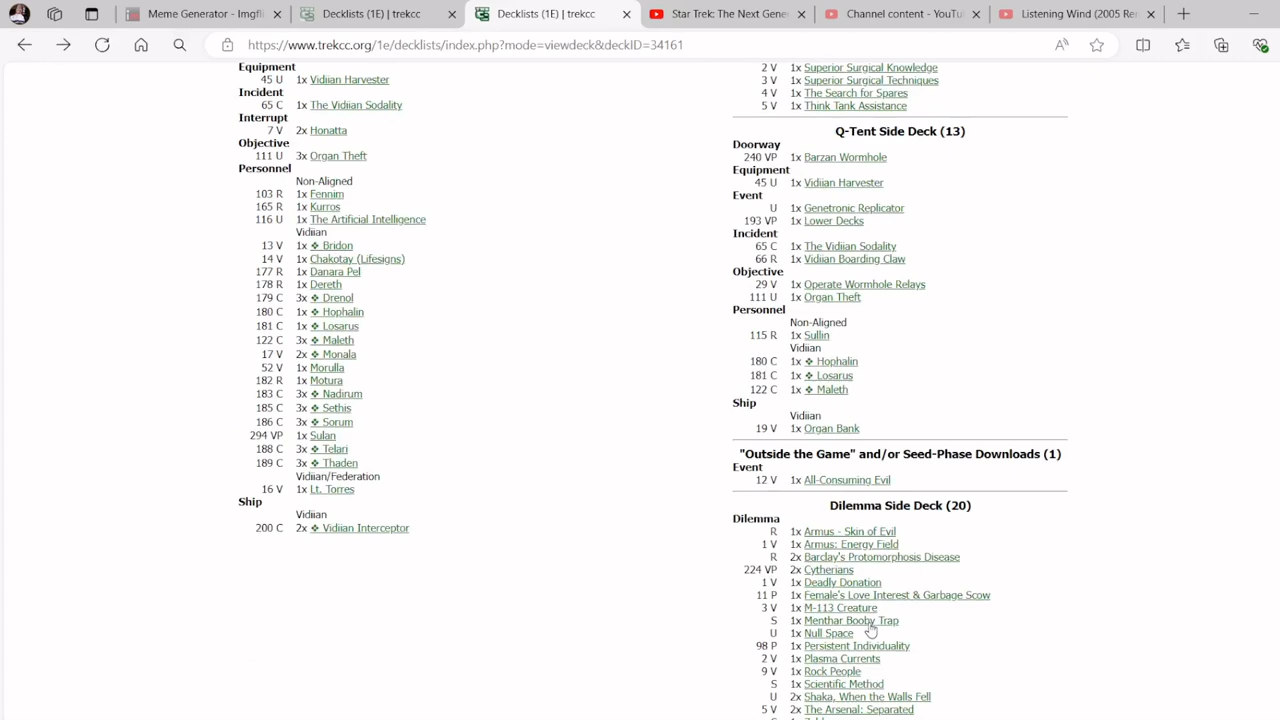 Meme Generator - Imgfli
Decklists (1E) | trekcc
Decklists (1E) | trekcc
Star Trek: The Next Gene
Channel content - YouTu
Listening Wind (2005 Re
https://www.trekcc.org/1e/decklists/index.php?mode=viewdeck&deckID=34161
Equipment
45 U 1x Vidiian Harvester
Incident
65 C 1x The Vidiian Sodality
Interrupt
7 V 2x Honatta
Objective
111 U 3x Organ Theft
Personnel
Non-Aligned
103 R 1x Fennim
165 R 1x Kurros
116 U 1x The Artificial Intelligence
Vidiian
13 V 1x ❖ Bridon
14 V 1x Chakotay (Lifesigns)
177 R 1x Danara Pel
178 R 1x Dereth
179 C 3x ❖ Drenol
180 C 1x ❖ Hophalin
181 C 1x ❖ Losarus
122 C 3x ❖ Maleth
17 V 2x ❖ Monala
52 V 1x Morulla
182 R 1x Motura
183 C 3x ❖ Nadirum
185 C 3x ❖ Sethis
186 C 3x ❖ Sorum
294 VP 1x Sulan
188 C 3x ❖ Telari
189 C 3x ❖ Thaden
Vidiian/Federation
16 V 1x Lt. Torres
Ship
Vidiian
200 C 2x ❖ Vidiian Interceptor
2 V 1x Superior Surgical Knowledge
3 V 1x Superior Surgical Techniques
4 V 1x The Search for Spares
5 V 1x Think Tank Assistance
Q-Tent Side Deck (13)
Doorway
240 VP 1x Barzan Wormhole
Equipment
45 U 1x Vidiian Harvester
Event
U 1x Genetronic Replicator
193 VP 1x Lower Decks
Incident
65 C 1x The Vidiian Sodality
66 R 1x Vidiian Boarding Claw
Objective
29 V 1x Operate Wormhole Relays
111 U 1x Organ Theft
Personnel
Non-Aligned
115 R 1x Sullin
Vidiian
180 C 1x ❖ Hophalin
181 C 1x ❖ Losarus
122 C 1x ❖ Maleth
Ship
Vidiian
19 V 1x Organ Bank
"Outside the Game" and/or Seed-Phase Downloads (1)
Event
12 V 1x All-Consuming Evil
Dilemma Side Deck (20)
Dilemma
R 1x Armus - Skin of Evil
1 V 1x Armus: Energy Field
R 2x Barclay's Protomorphosis Disease
224 VP 2x Cytherians
1 V 1x Deadly Donation
11 P 1x Female's Love Interest & Garbage Scow
3 V 1x M-113 Creature
S 1x Menthar Booby Trap
U 1x Null Space
98 P 1x Persistent Individuality
2 V 1x Plasma Currents
9 V 1x Rock People
S 1x Scientific Method
U 2x Shaka, When the Walls Fell
5 V 2x The Arsenal: Separated